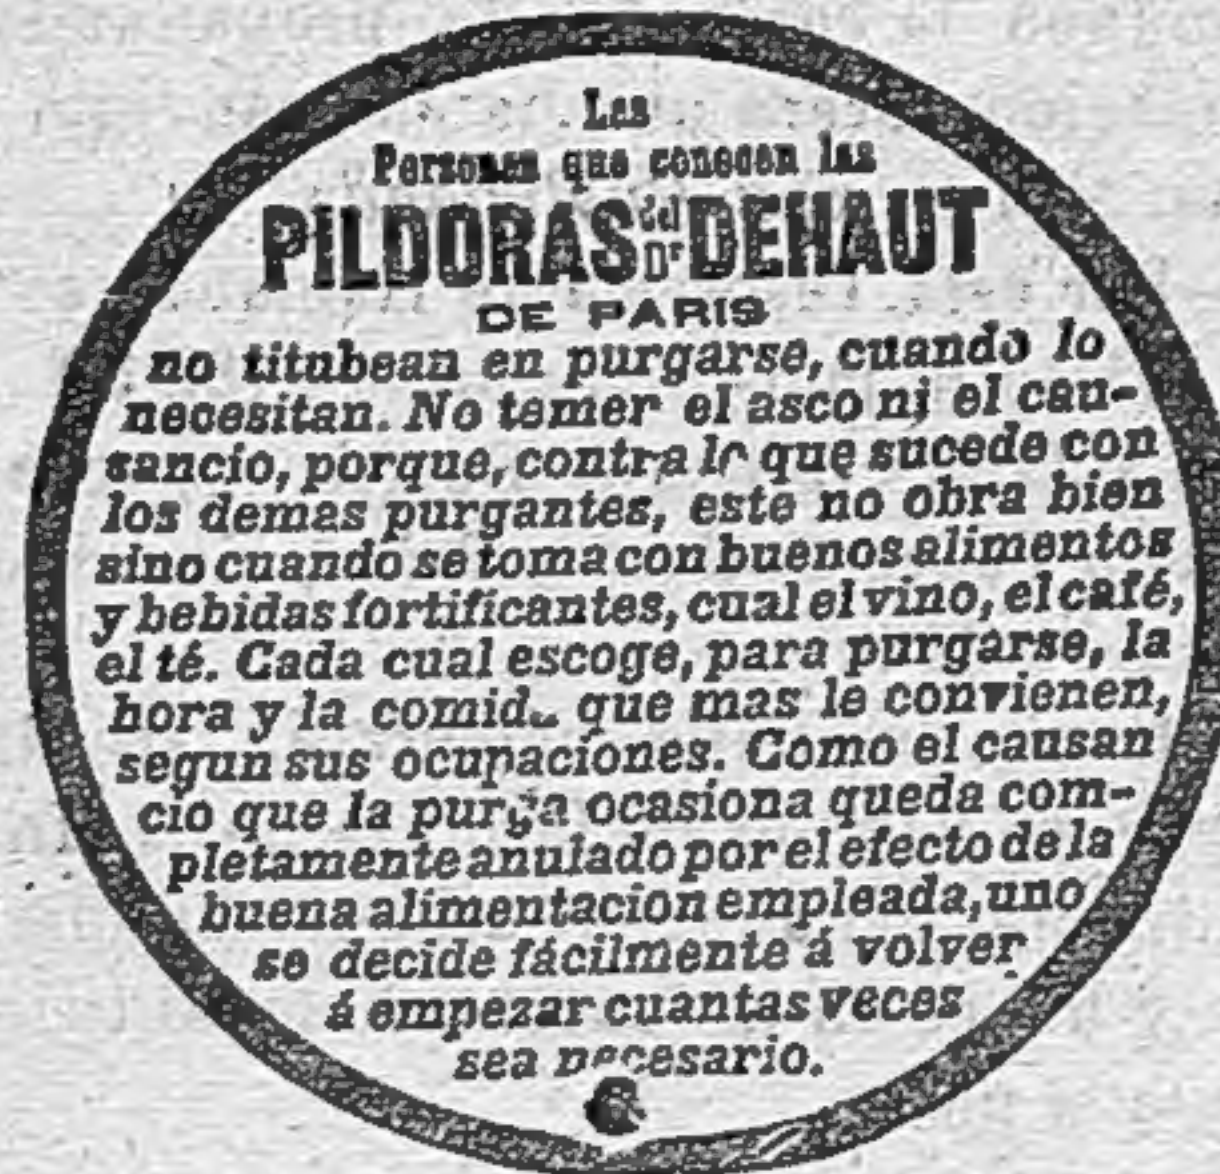 Las
Personas que conocen las
PILDORAS del Dr DEHAUT
DE PARIS
no titubean en purgarse, cuando lo
necesitan. No temer el asco ni el cau-
sancio, porque, contra lo que sucede con
los demas purgantes, este no obra bien
sino cuando se toma con buenos alimentos
y bebidas fortificantes, cual el vino, el café,
el té. Cada cual escoge, para purgarse, la
hora y la comida que mas le convienen,
segun sus ocupaciones. Como el causan
cio que la purga ocasiona queda com-
pletamente anulado por el efecto de la
buena alimentacion empleada, uno
se decide fácilmente á volver
á empezar cuantas veces
sea necesario.